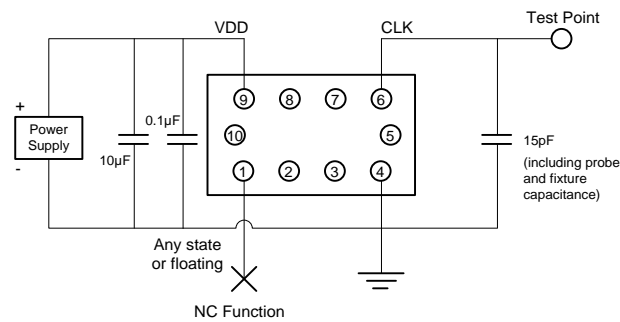 Test Point
VDD
CLK
9 8 7 6
+
Power
Supply
-
10µF
0.1µF
10
5
15pF
(including probe
and fixture
capacitance)
1 2 3 4
Any state
or floating
NC Function